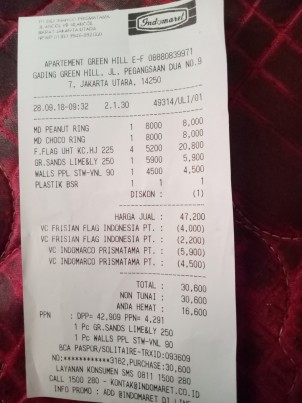 Indomaret
APARTEMENT GREEN HILL E-F 08880839971
GADING GREEN HILL, JL. PEGANGSAAN DUA NO.9
7, JAKARTA UTARA, 14250
28.09.18-09:32 2.1.30 49314/ULI/01
MD PEANUT RING 1 8000 8,000
MD CHOCO RING 1 8000 8,000
F.FLAG UHT KC.HJ 225 4 5200 20,800
GR.SANDS LIME&LY 250 1 5900 5,900
WALLS PPL STW-VNL 90 1 4500 4,500
PLASTIK BSR 1 1 1
DISKON : (1)
HARGA JUAL : 47,200
VC FRISIAN FLAG INDONESIA PT. : (4,000)
VC FRISIAN FLAG INDONESIA PT. : (2,200)
VC INDOMARCO PRISMATAMA PT. : (5,900)
VC INDOMARCO PRISMATAMA PT. : (4,500)
TOTAL : 30,600
NON TUNAI : 30,600
ANDA HEMAT : 16,600
PPN : DPP= 42,909 PPN= 4,291
1 Pc GR.SANDS LIME&LY 250
1 Pc WALLS PPL STW-VNL 90
BCA PASPOR/SOLITAIRE-TRXID:093609
NO:************3162,PURCHASE:30,600
LAYANAN KONSUMEN SMS 0811 1500 280
CALL 1500 280 - KONTAK@INDOMARET.CO.ID
INFO PROMO : ADD @INDOMARET DI LINE